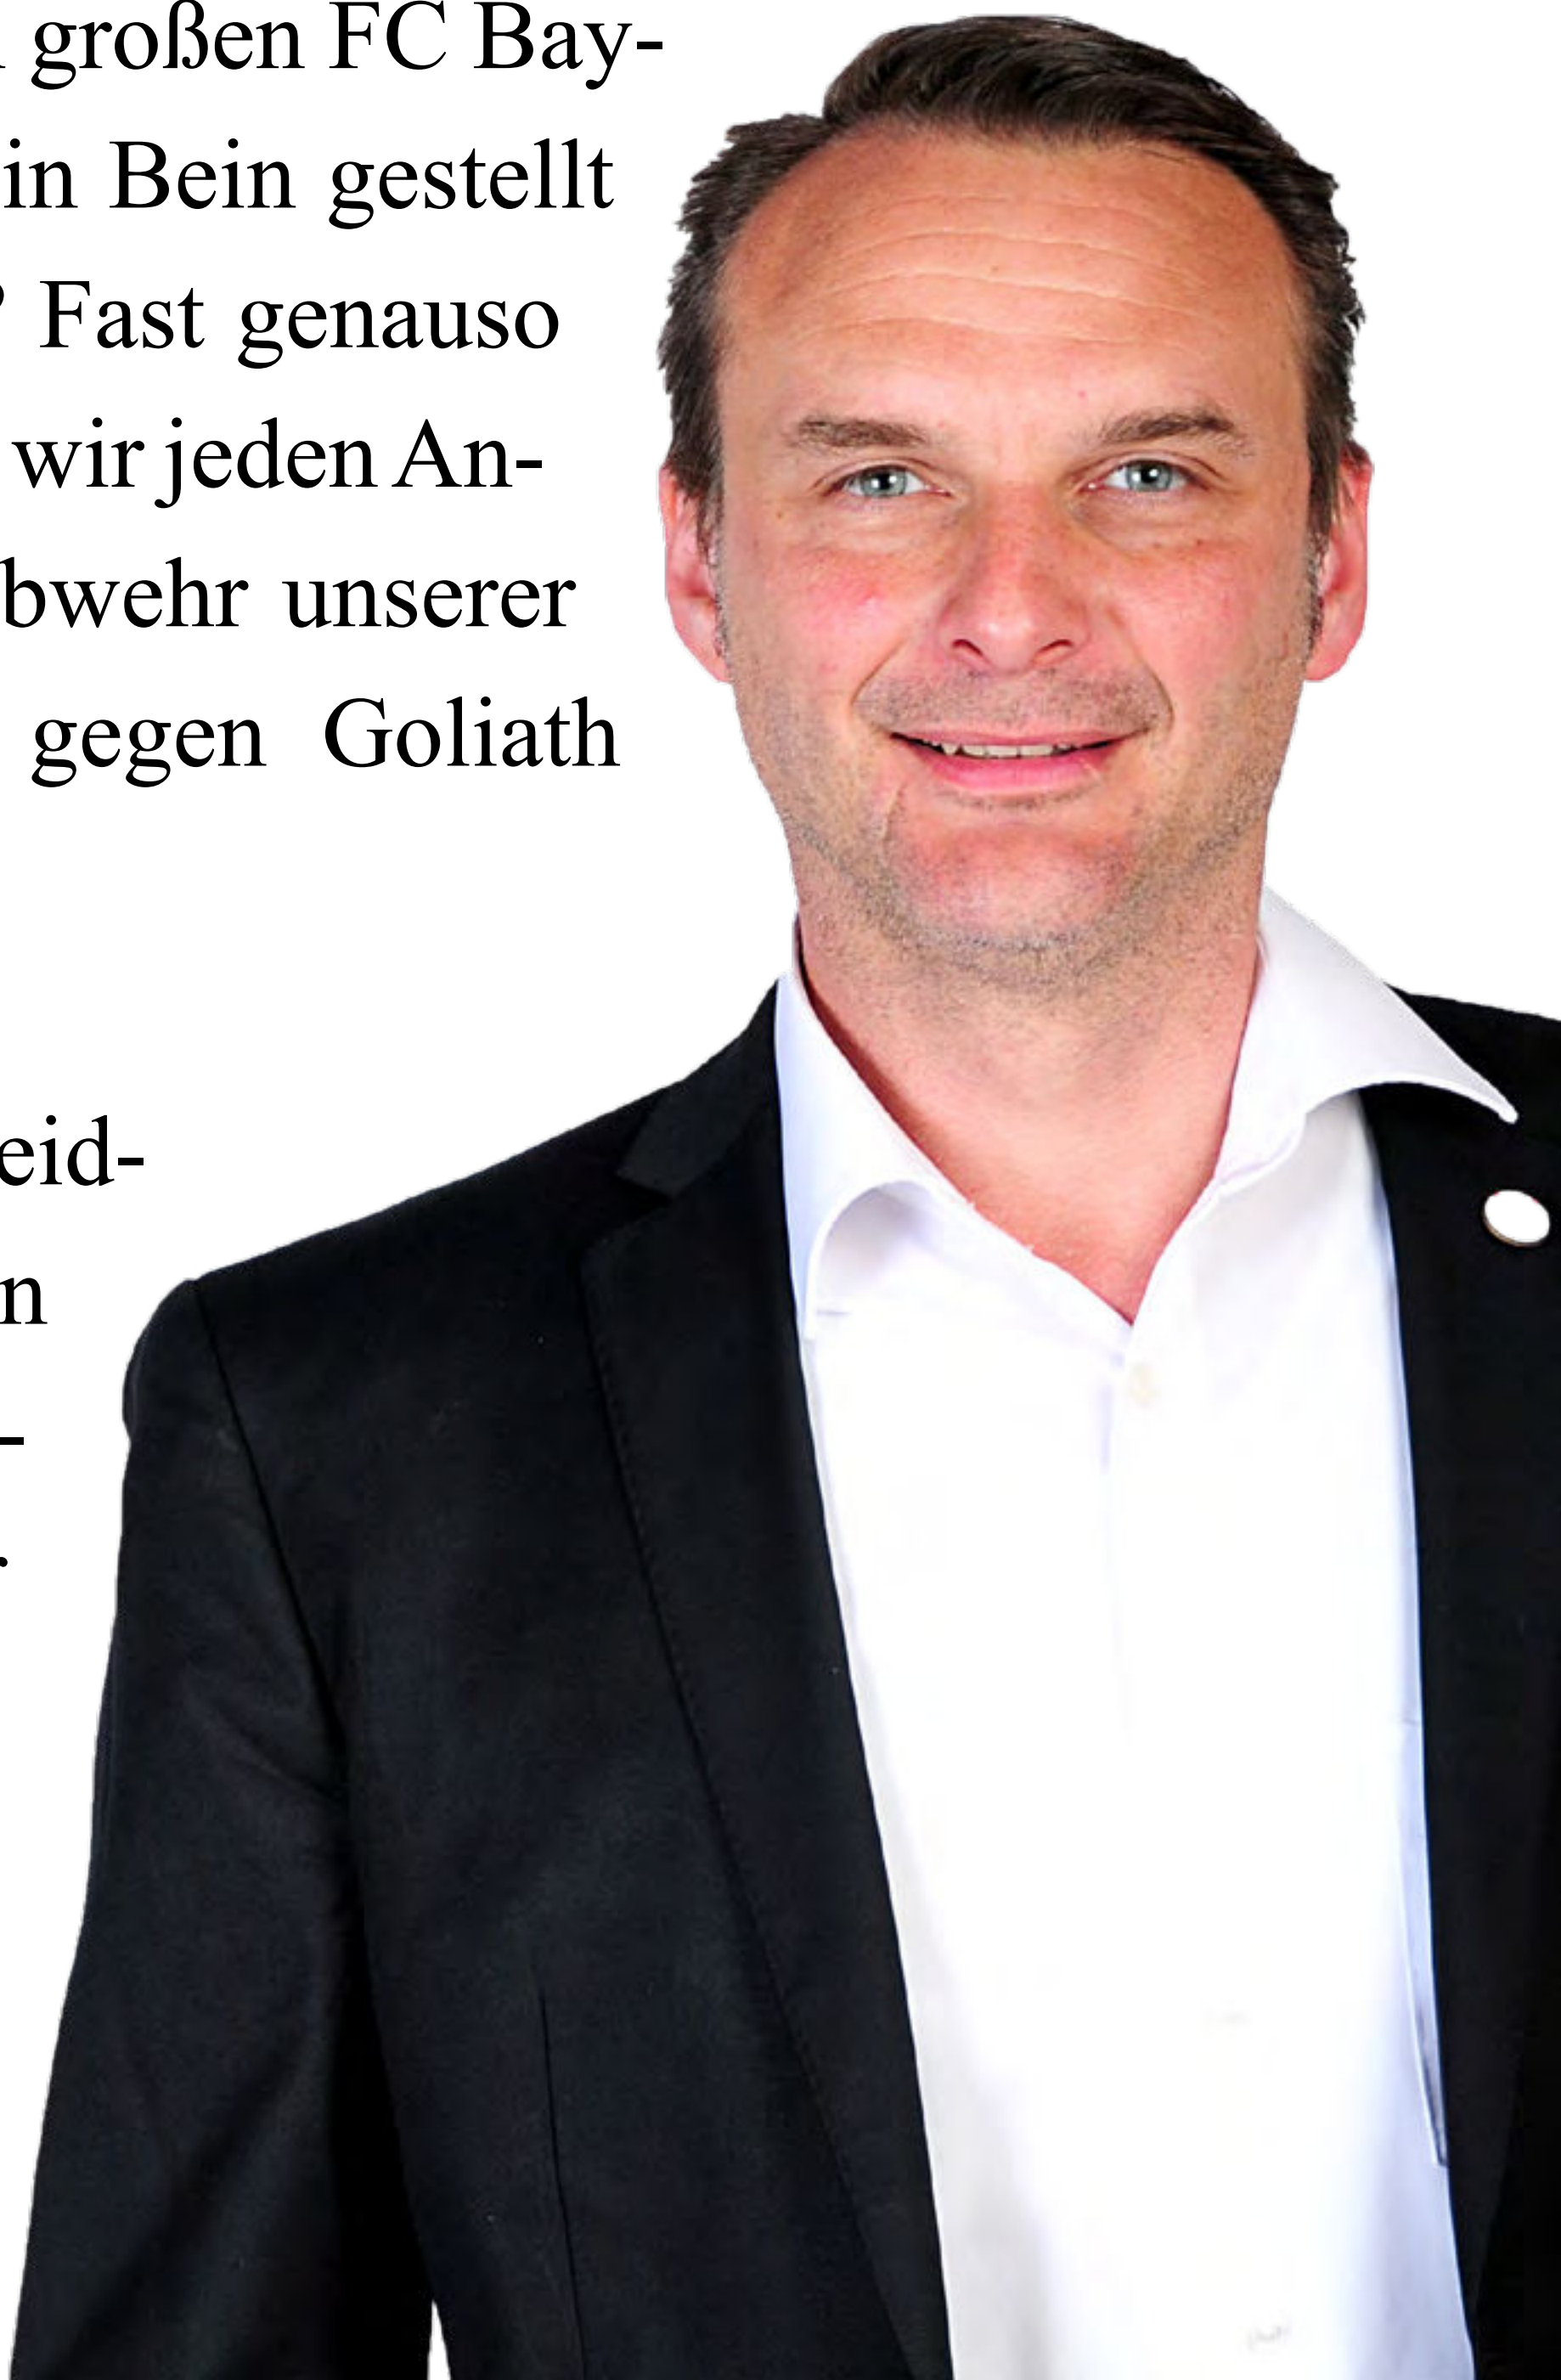 großen FC Bay-
in Bein gestellt
Fast genauso
wir jeden An-
bwehr unserer
gegen Goliath
eid-
n
-
.